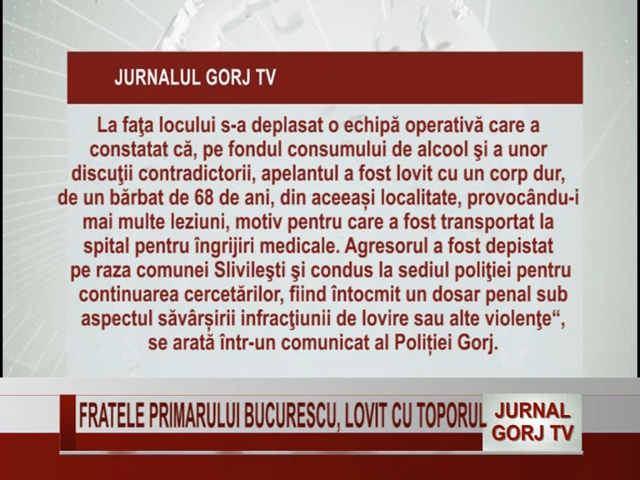 JURNALUL GORJ TV
La faţa locului s-a deplasat o echipă operativă care a
constatat că, pe fondul consumului de alcool şi a unor
discuţii contradictorii, apelantul a fost lovit cu un corp dur,
de un bărbat de 68 de ani, din aceeași localitate, provocându-i
mai multe leziuni, motiv pentru care a fost transportat la
spital pentru îngrijiri medicale. Agresorul a fost depistat
pe raza comunei Slivileşti şi condus la sediul poliţiei pentru
continuarea cercetărilor, fiind întocmit un dosar penal sub
aspectul săvârșirii infracţiunii de lovire sau alte violenţe“,
se arată într-un comunicat al Poliției Gorj.
FRATELE PRIMARULUI BUCURESCU, LOVIT CU TOPORUL
JURNAL
GORJ TV